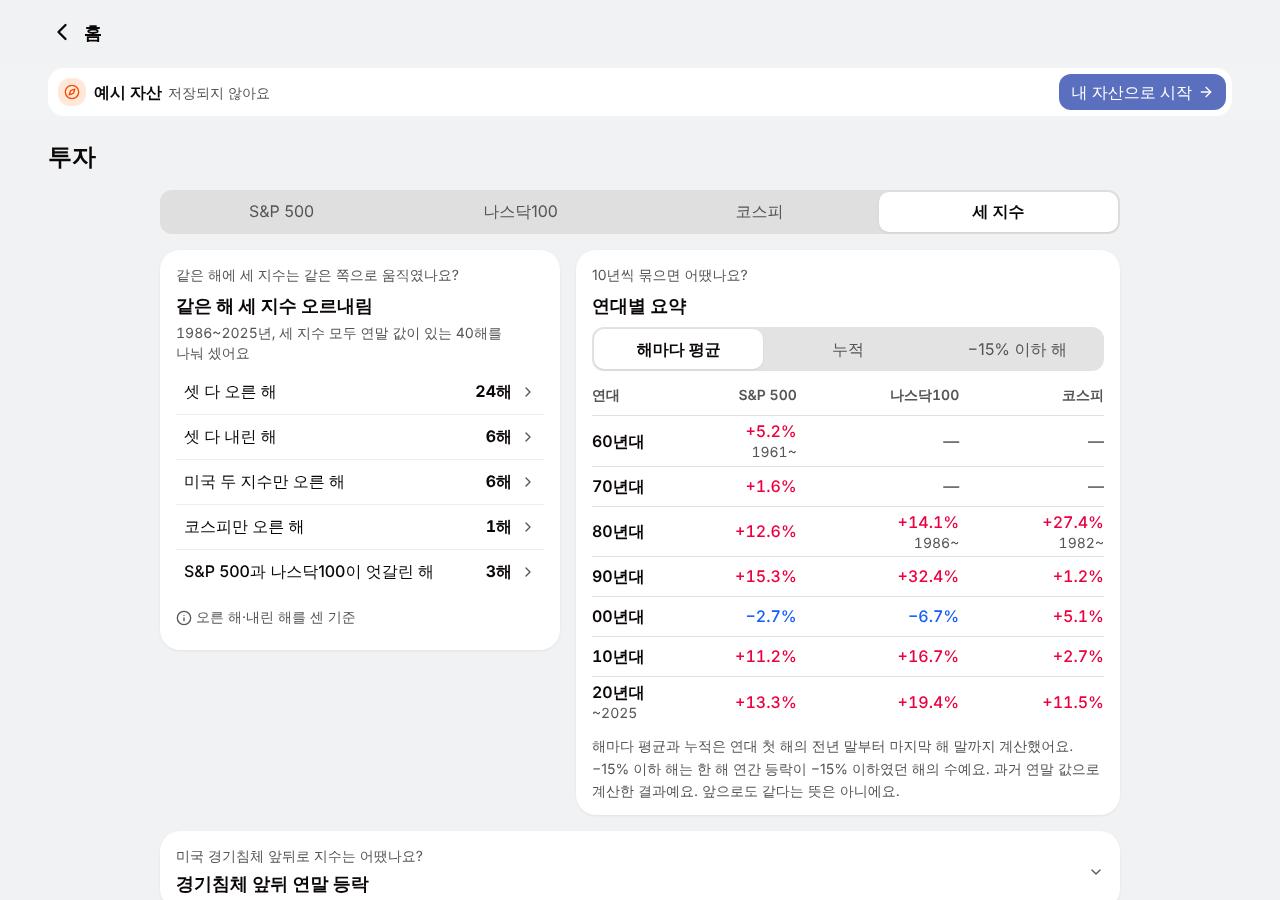 홈
예시 자산 저장되지 않아요
내 자산으로 시작
투자
S&P 500 나스닥100 코스피 세 지수
같은 해에 세 지수는 같은 쪽으로 움직였나요?
같은 해 세 지수 오르내림
1986~2025년, 세 지수 모두 연말 값이 있는 40해를
나눠 셌어요
셋 다 오른 해 24해
셋 다 내린 해 6해
미국 두 지수만 오른 해 6해
코스피만 오른 해 1해
S&P 500과 나스닥100이 엇갈린 해 3해
오른 해·내린 해를 센 기준
10년씩 묶으면 어땠나요?
연대별 요약
해마다 평균 누적 −15% 이하 해
연대 S&P 500 나스닥100 코스피
60년대 +5.2% — —
1961~
70년대 +1.6% — —
80년대 +12.6% +14.1% +27.4%
1986~ 1982~
90년대 +15.3% +32.4% +1.2%
00년대 −2.7% −6.7% +5.1%
10년대 +11.2% +16.7% +2.7%
20년대 +13.3% +19.4% +11.5%
~2025
해마다 평균과 누적은 연대 첫 해의 전년 말부터 마지막 해 말까지 계산했어요.
−15% 이하 해는 한 해 연간 등락이 −15% 이하였던 해의 수예요. 과거 연말 값으로
계산한 결과예요. 앞으로도 같다는 뜻은 아니에요.
미국 경기침체 앞뒤로 지수는 어땠나요?
경기침체 앞뒤 연말 등락